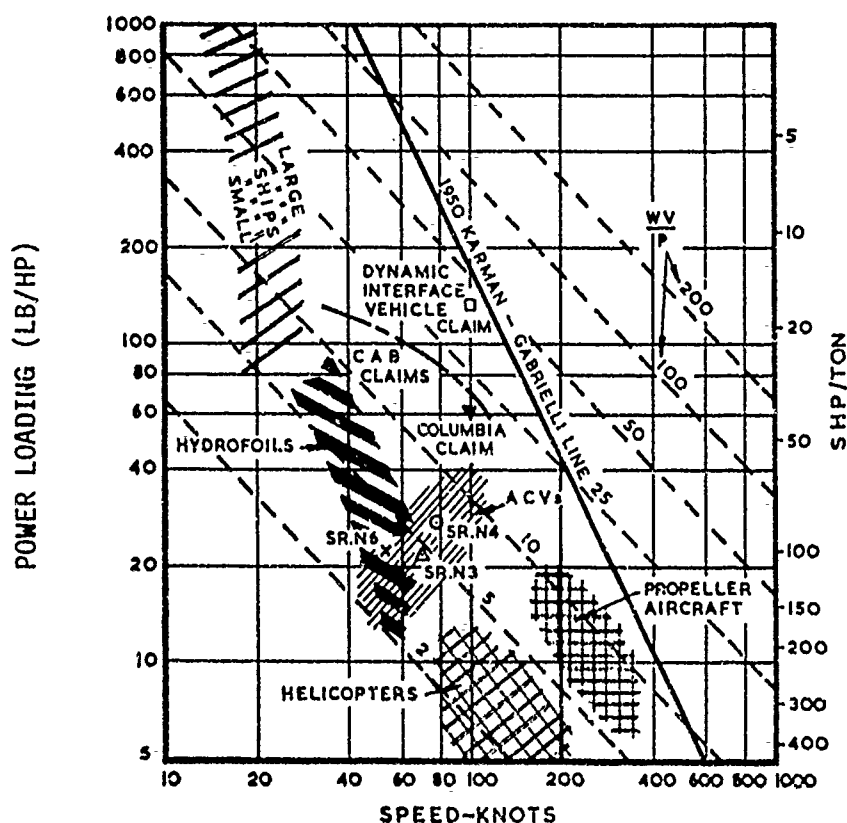 POWER LOADING (LB/HP)
1000
800
600
400
200
100
80
60
40
20
10
5
LARGE
SHIPS
SMALL
1950 KARMAN - GABRIELLI LINE 25
WV
P
200
100
50
10
5
2
DYNAMIC
INTERFACE
VEHICLE
CLAIM
CAB
CLAIMS
COLUMBIA
CLAIM
HYDROFOILS
ACVs
SR.N6
SR.N4
SR.N3
PROPELLER
AIRCRAFT
HELICOPTERS
5
10
20
50
100
150
200
300
400
SHP/TON
10 20 40 60 80 100 200 400 600 800 1000
SPEED~KNOTS